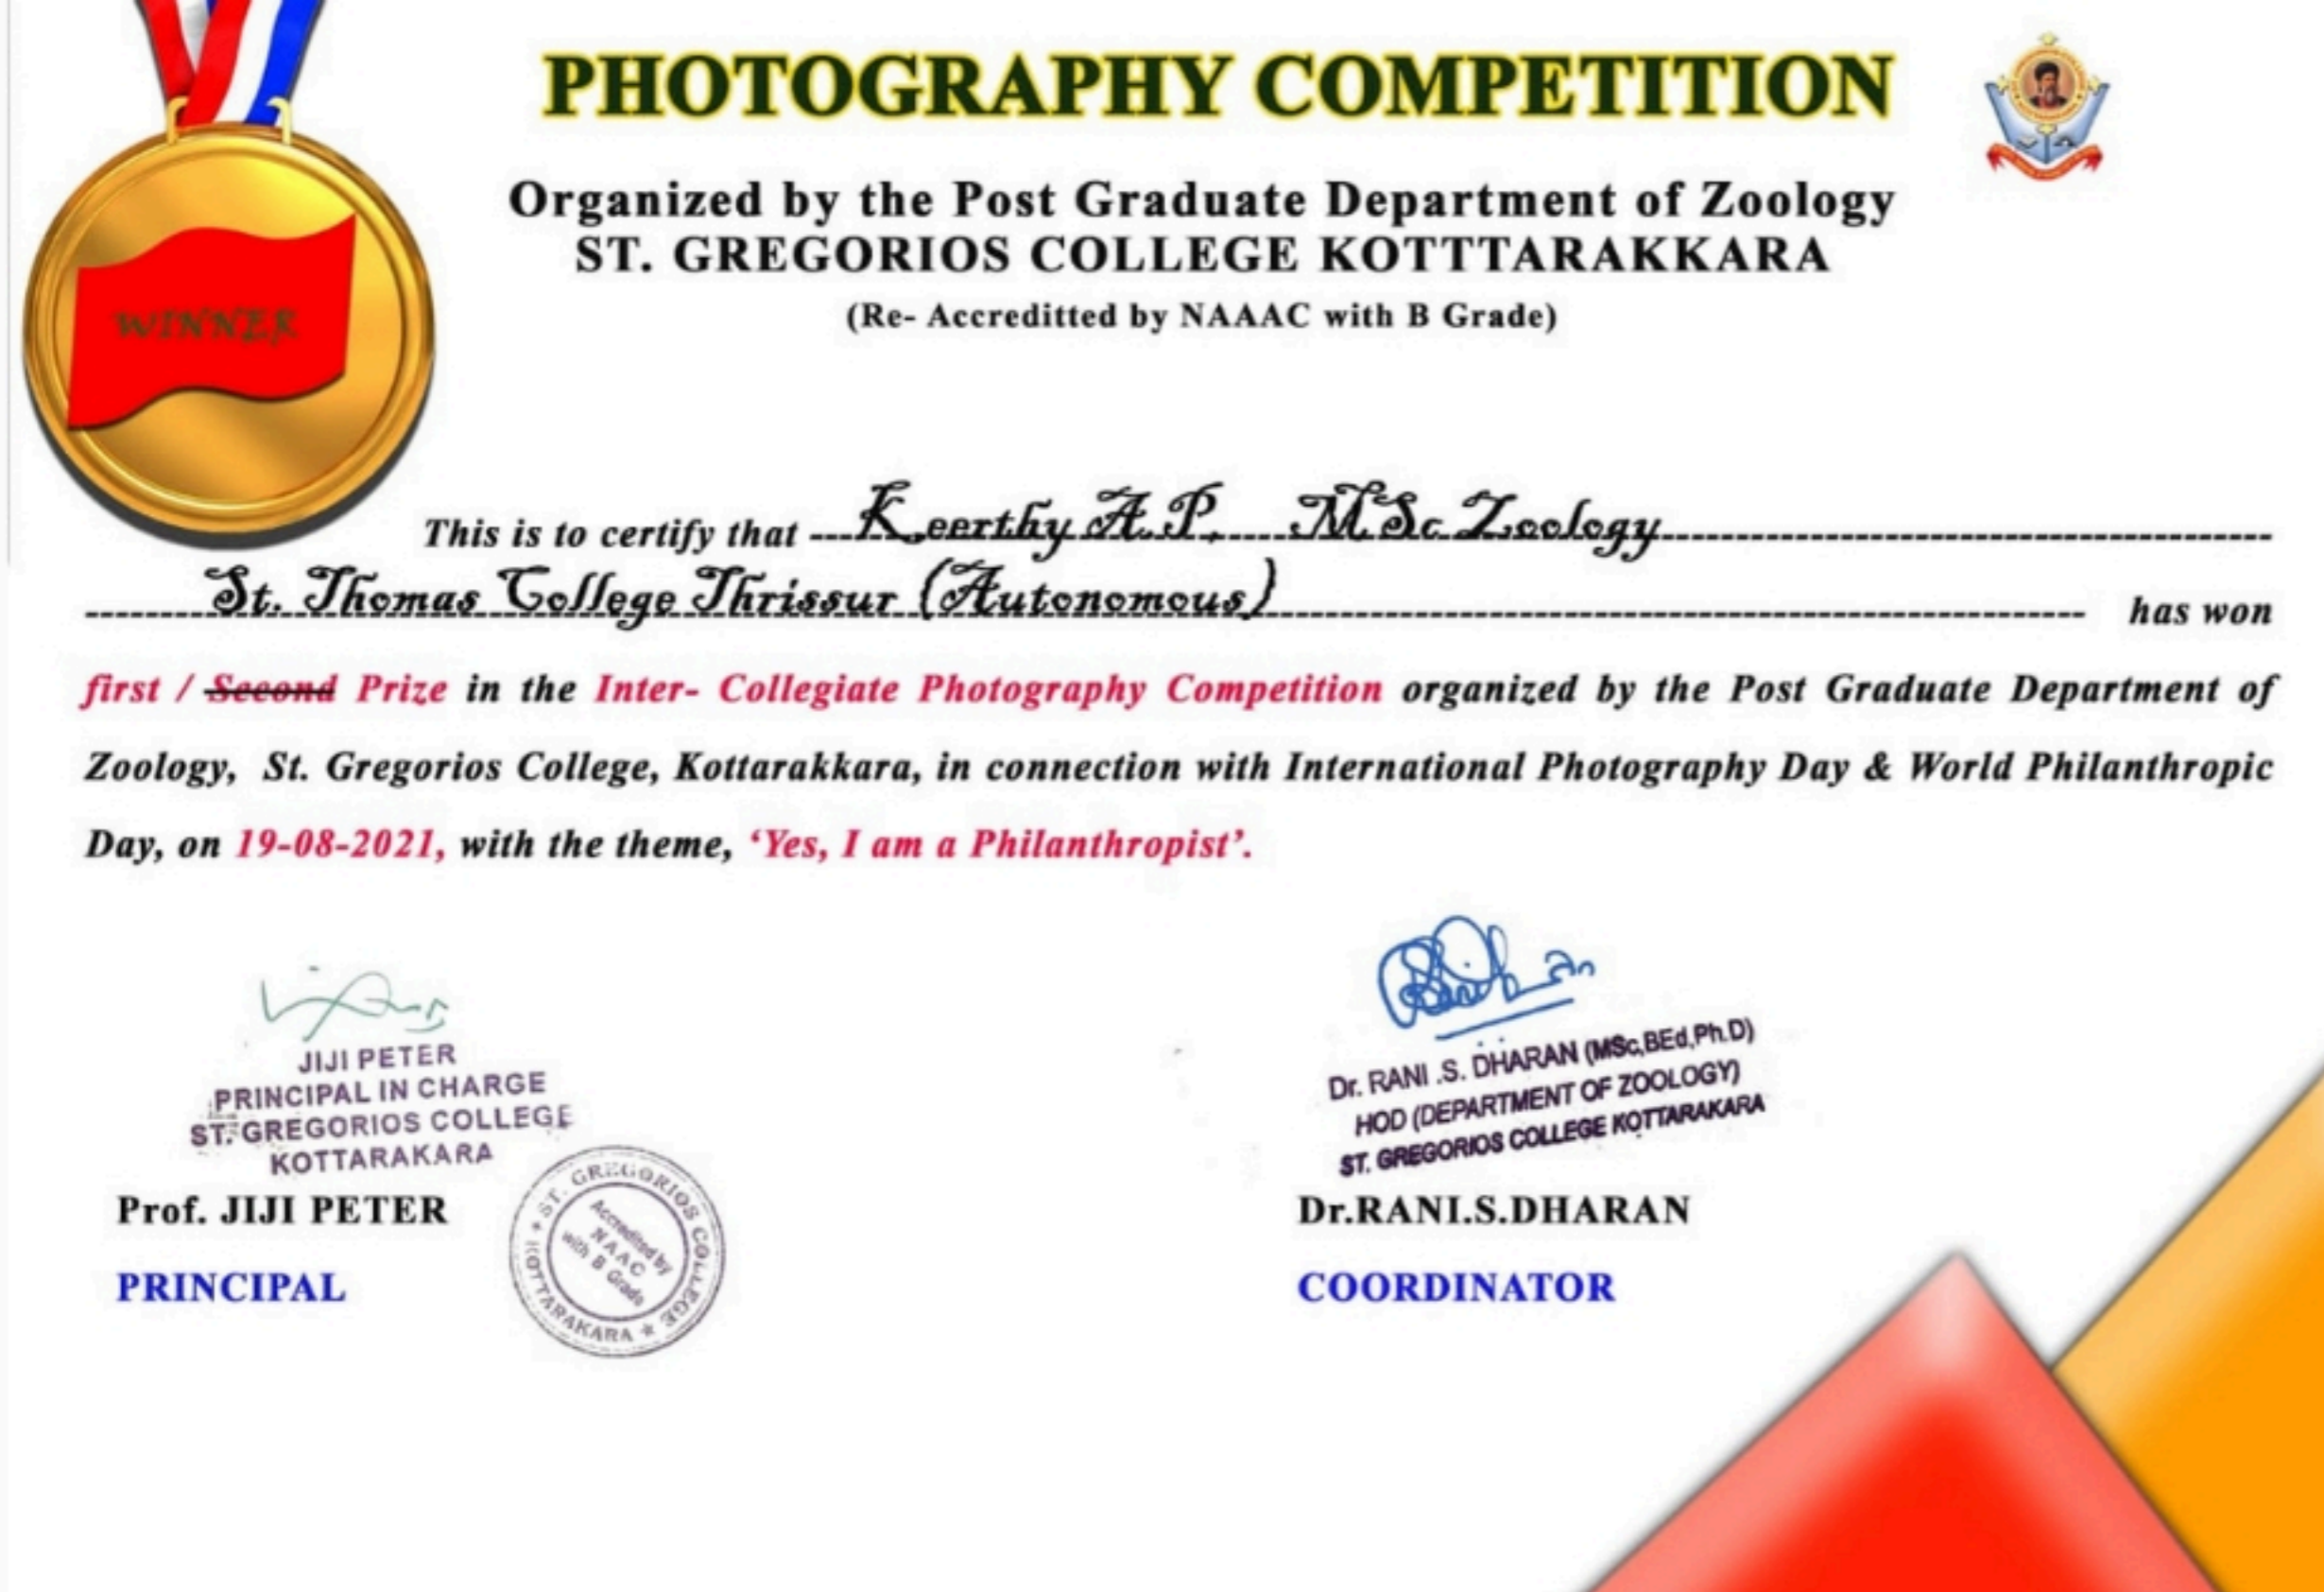 PHOTOGRAPHY COMPETITION
Organized by the Post Graduate Department of Zoology
ST. GREGORIOS COLLEGE KOTTTARAKKARA
(Re- Accreditted by NAAAC with B Grade)
WINNER
This is to certify that Keerthy A.P. MSc Zoology
St. Thomas College Thrissur (Autonomous) has won
first / Second Prize in the Inter- Collegiate Photography Competition organized by the Post Graduate Department of
Zoology, St. Gregorios College, Kottarakkara, in connection with International Photography Day & World Philanthropic
Day, on 19-08-2021, with the theme, ‘Yes, I am a Philanthropist’.
JIJI PETER
PRINCIPAL IN CHARGE
ST. GREGORIOS COLLEGE
KOTTARAKARA
Prof. JIJI PETER
PRINCIPAL
ST. GREGORIOS COLLEGE ★ KOTTARAKARA ★
Accredited by
NAAC
with B Grade
Dr. RANI .S. DHARAN (MSc,BEd,Ph.D)
HOD (DEPARTMENT OF ZOOLOGY)
ST. GREGORIOS COLLEGE KOTTARAKARA
Dr.RANI.S.DHARAN
COORDINATOR